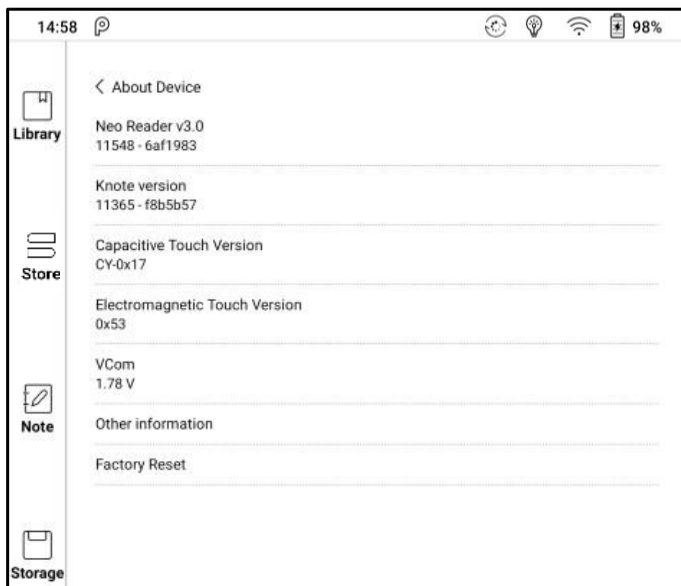 14:58 98%
Library
Store
Note
Storage
About Device
Neo Reader v3.0
11548 - 6af1983
Knote version
11365 - f8b5b57
Capacitive Touch Version
CY-0x17
Electromagnetic Touch Version
0x53
VCom
1.78 V
Other information
Factory Reset